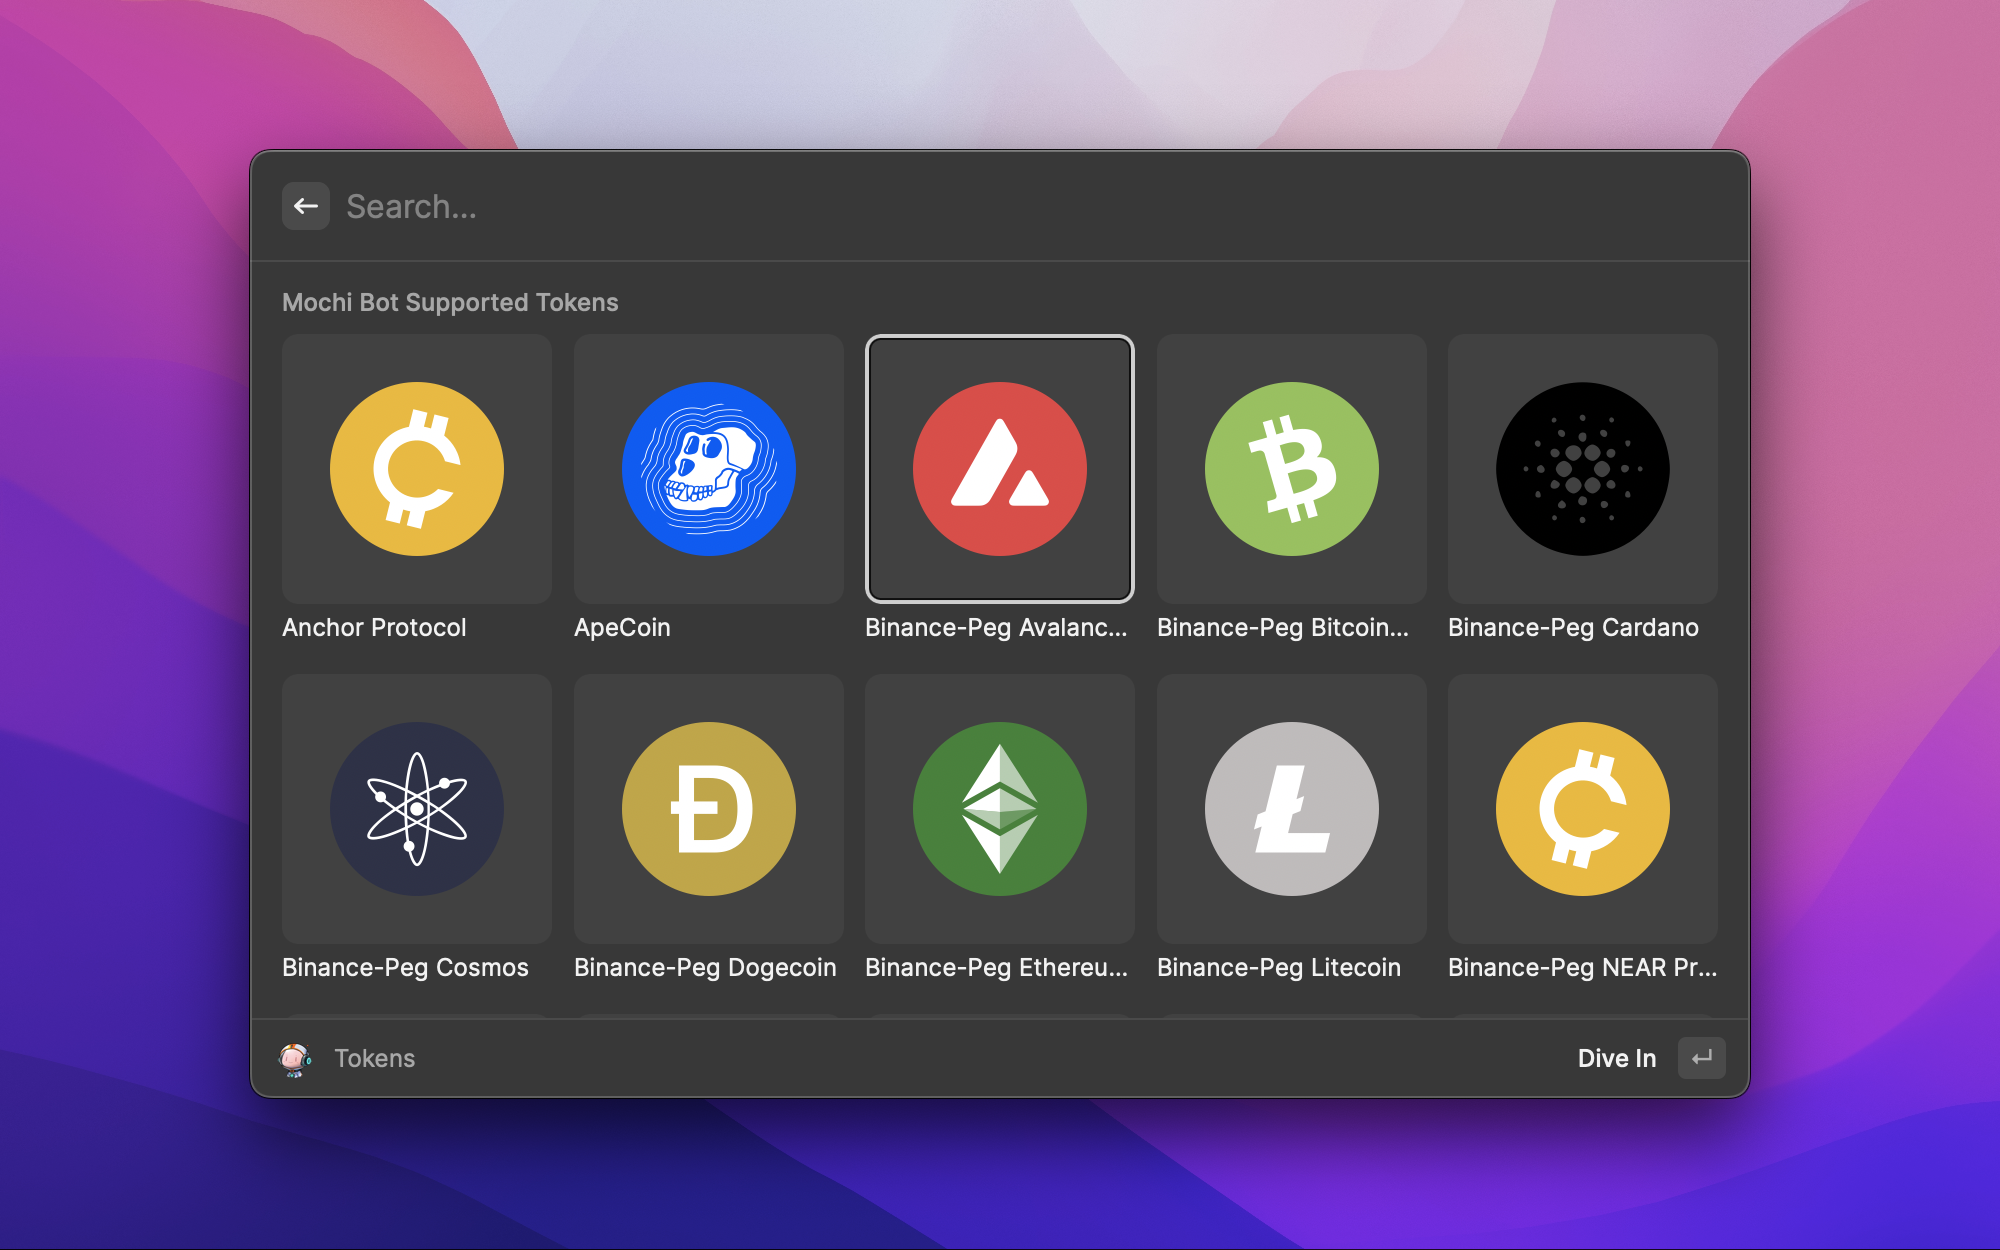 Search...
Mochi Bot Supported Tokens
Anchor Protocol
ApeCoin
Binance-Peg Avalanc...
Binance-Peg Bitcoin...
Binance-Peg Cardano
Binance-Peg Cosmos
Binance-Peg Dogecoin
Binance-Peg Ethereu...
Binance-Peg Litecoin
Binance-Peg NEAR Pr...
Tokens
Dive In